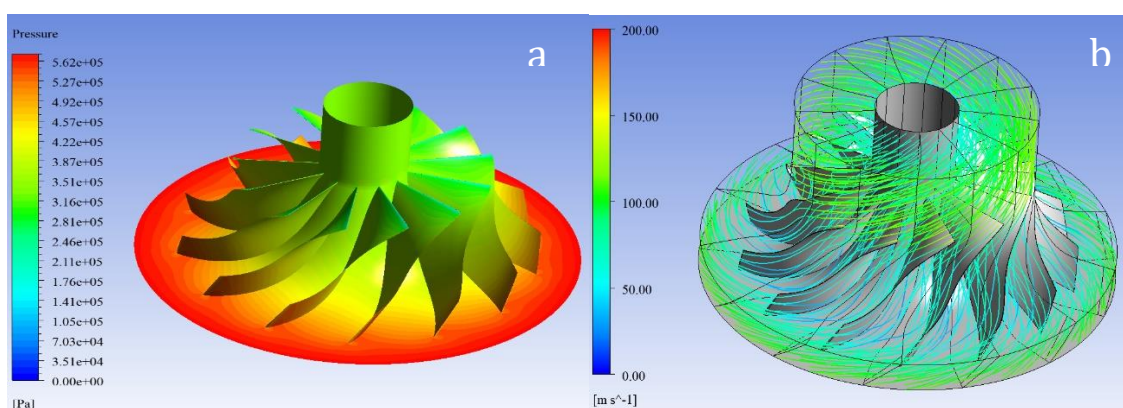 Pressure
a
5.62e+05
5.27e+05
4.92e+05
4.57e+05
4.22e+05
3.87e+05
3.51e+05
3.16e+05
2.81e+05
2.46e+05
2.11e+05
1.76e+05
1.41e+05
1.05e+05
7.03e+04
3.51e+04
0.00e+00
[Pa]
b
200.00
150.00
100.00
50.00
0.00
[m s^-1]